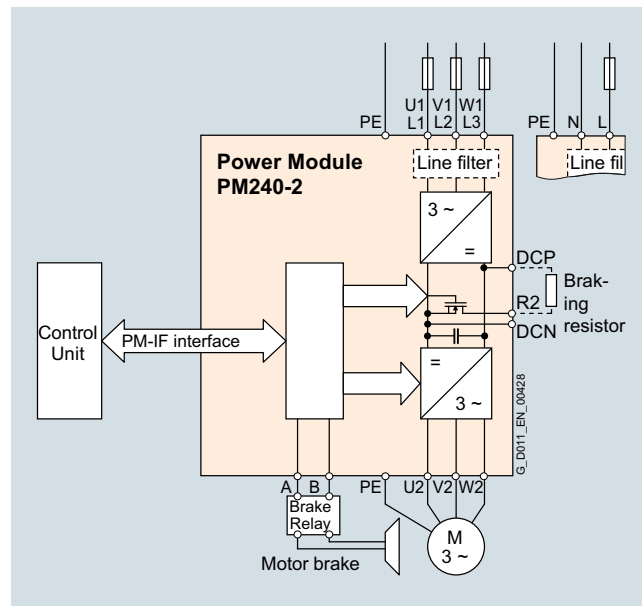 U1 V1 W1
PE L1 L2 L3
PE N L
Power Module
PM240-2
Line filter
Line fil
3 ~
=
DCP
R2
DCN
Brak-
ing
resistor
Control
Unit
PM-IF interface
=
3 ~
G_D011_EN_00428
A B PE U2 V2 W2
Brake
Relay
Motor brake
M
3 ~